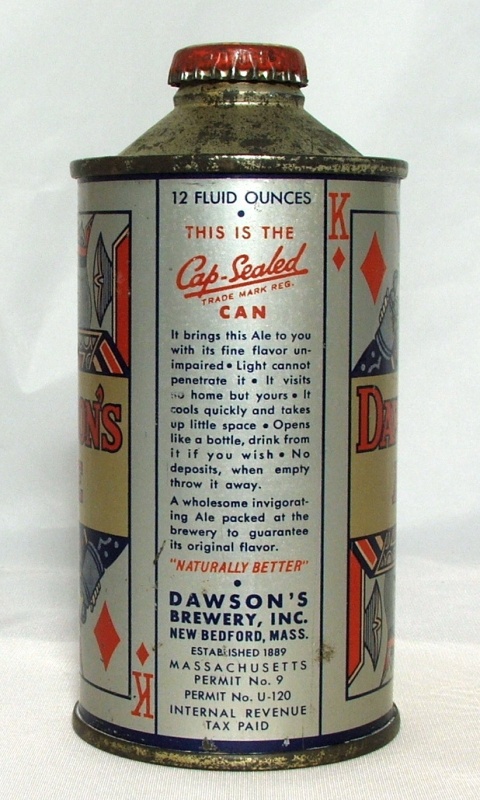 12 FLUID OUNCES
•
THIS IS THE
Cap-Sealed
TRADE MARK REG.
CAN
It brings this Ale to you
with its fine flavor un-
impaired • Light cannot
penetrate it • It visits
no home but yours • It
cools quickly and takes
up little space • Opens
like a bottle, drink from
it if you wish • No
deposits, when empty
throw it away.
A wholesome invigorat-
ing Ale packed at the
brewery to guarantee
its original flavor.
"NATURALLY BETTER"
•
DAWSON'S
BREWERY, INC.
NEW BEDFORD, MASS.
ESTABLISHED 1889
MASSACHUSETTS
PERMIT No. 9
PERMIT No. U-120
INTERNAL REVENUE
TAX PAID
K
K
ON'S
DA